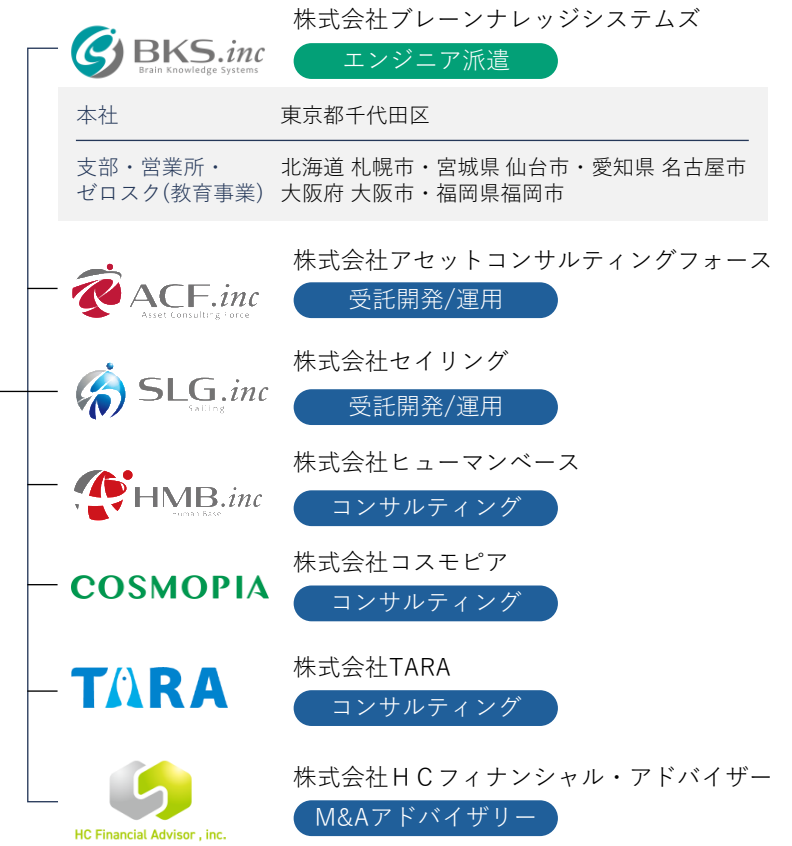 株式会社ブレーンナレッジシステムズ
BKS.inc
Brain Knowledge Systems
エンジニア派遣
本社
東京都千代田区
支部・営業所・
ゼロスク(教育事業)
北海道 札幌市・宮城県 仙台市・愛知県 名古屋市
大阪府 大阪市・福岡県福岡市
株式会社アセットコンサルティングフォース
ACF.inc
Asset Consulting Force
受託開発/運用
株式会社セイリング
SLG.inc
Sailing
受託開発/運用
株式会社ヒューマンベース
HMB.inc
Human Base
コンサルティング
株式会社コスモピア
COSMOPIA
コンサルティング
株式会社TARA
TARA
コンサルティング
株式会社ＨＣフィナンシャル・アドバイザー
HC Financial Advisor , inc.
M&Aアドバイザリー